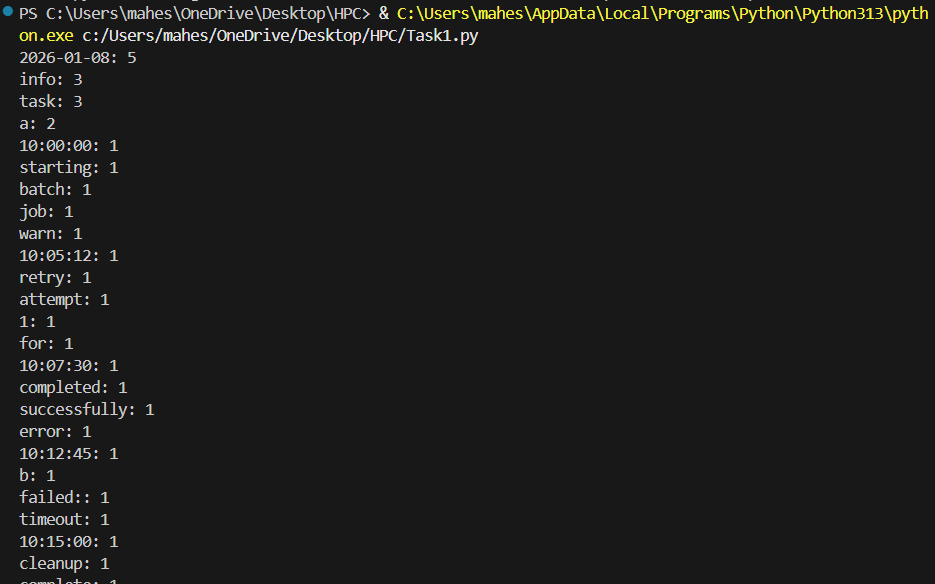 PS C:\Users\mahes\OneDrive\Desktop\HPC> & C:\Users\mahes\AppData\Local\Programs\Python\Python313\pyth
on.exe c:/Users/mahes/OneDrive/Desktop/HPC/Task1.py
2026-01-08: 5
info: 3
task: 3
a: 2
10:00:00: 1
starting: 1
batch: 1
job: 1
warn: 1
10:05:12: 1
retry: 1
attempt: 1
1: 1
for: 1
10:07:30: 1
completed: 1
successfully: 1
error: 1
10:12:45: 1
b: 1
failed:: 1
timeout: 1
10:15:00: 1
cleanup: 1
complete: 1